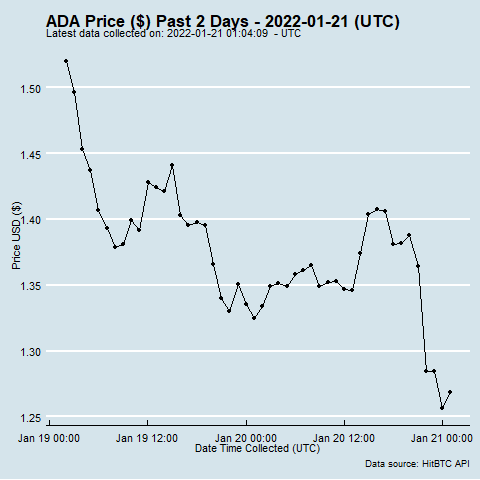 ADA Price ($) Past 2 Days - 2022-01-21 (UTC)
Latest data collected on: 2022-01-21 01:04:09 - UTC
1.50
1.45
1.40
1.35
1.30
1.25
Price USD ($)
Jan 19 00:00 Jan 19 12:00 Jan 20 00:00 Jan 20 12:00 Jan 21 00:00
Date Time Collected (UTC)
Data source: HitBTC API